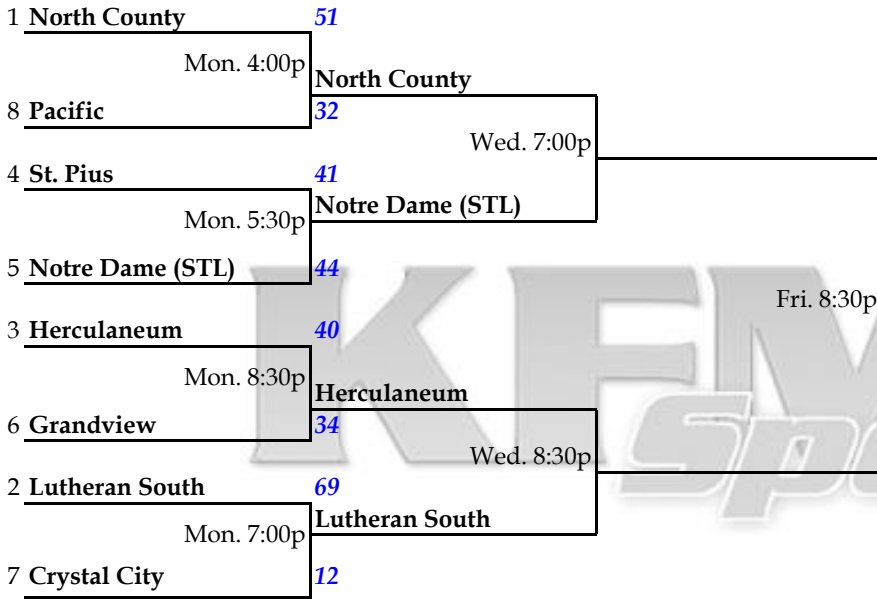 1 North County 51
Mon. 4:00p
North County
8 Pacific 32
Wed. 7:00p
4 St. Pius 41
Mon. 5:30p
Notre Dame (STL)
5 Notre Dame (STL) 44
Fri. 8:30p
3 Herculaneum 40
Mon. 8:30p
Herculaneum
6 Grandview 34
Wed. 8:30p
2 Lutheran South 69
Mon. 7:00p
Lutheran South
7 Crystal City 12